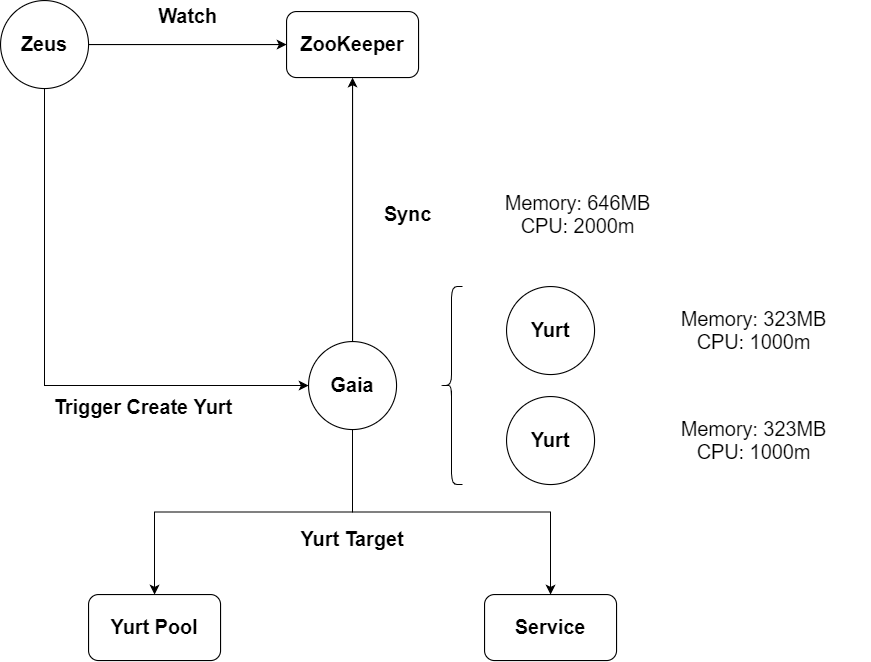 Watch
Zeus
ZooKeeper
Sync
Memory: 646MB
CPU: 2000m
Yurt
Memory: 323MB
CPU: 1000m
Gaia
Trigger Create Yurt
Yurt
Memory: 323MB
CPU: 1000m
Yurt Target
Yurt Pool
Service